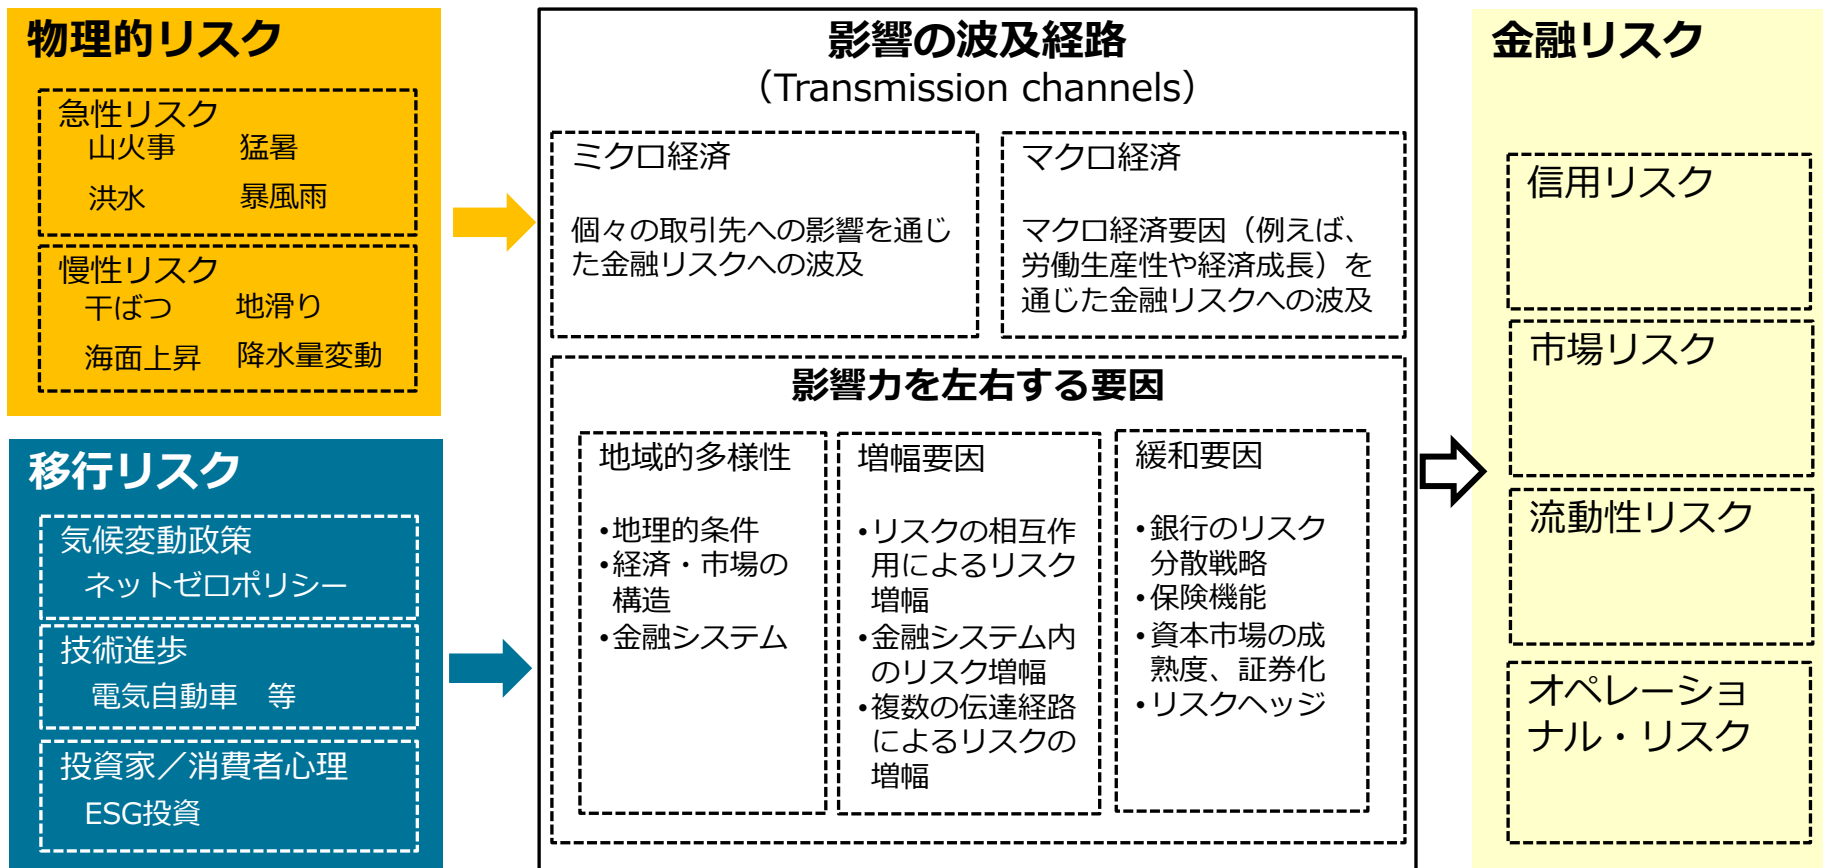 物理的リスク
急性リスク
山火事 猛暑
洪水 暴風雨
慢性リスク
干ばつ 地滑り
海面上昇 降水量変動
移行リスク
気候変動政策
ネットゼロポリシー
技術進歩
電気自動車　等
投資家／消費者心理
ESG投資
影響の波及経路
（Transmission channels）
ミクロ経済
個々の取引先への影響を通じ
た金融リスクへの波及
マクロ経済
マクロ経済要因（例えば、
労働生産性や経済成長）を
通じた金融リスクへの波及
影響力を左右する要因
地域的多様性
•地理的条件
•経済・市場の
構造
•金融システム
増幅要因
•リスクの相互作
用によるリスク
増幅
•金融システム内
のリスク増幅
•複数の伝達経路
によるリスクの
増幅
緩和要因
•銀行のリスク
分散戦略
•保険機能
•資本市場の成
熟度、証券化
•リスクヘッジ
金融リスク
信用リスク
市場リスク
流動性リスク
オペレーショ
ナル・リスク